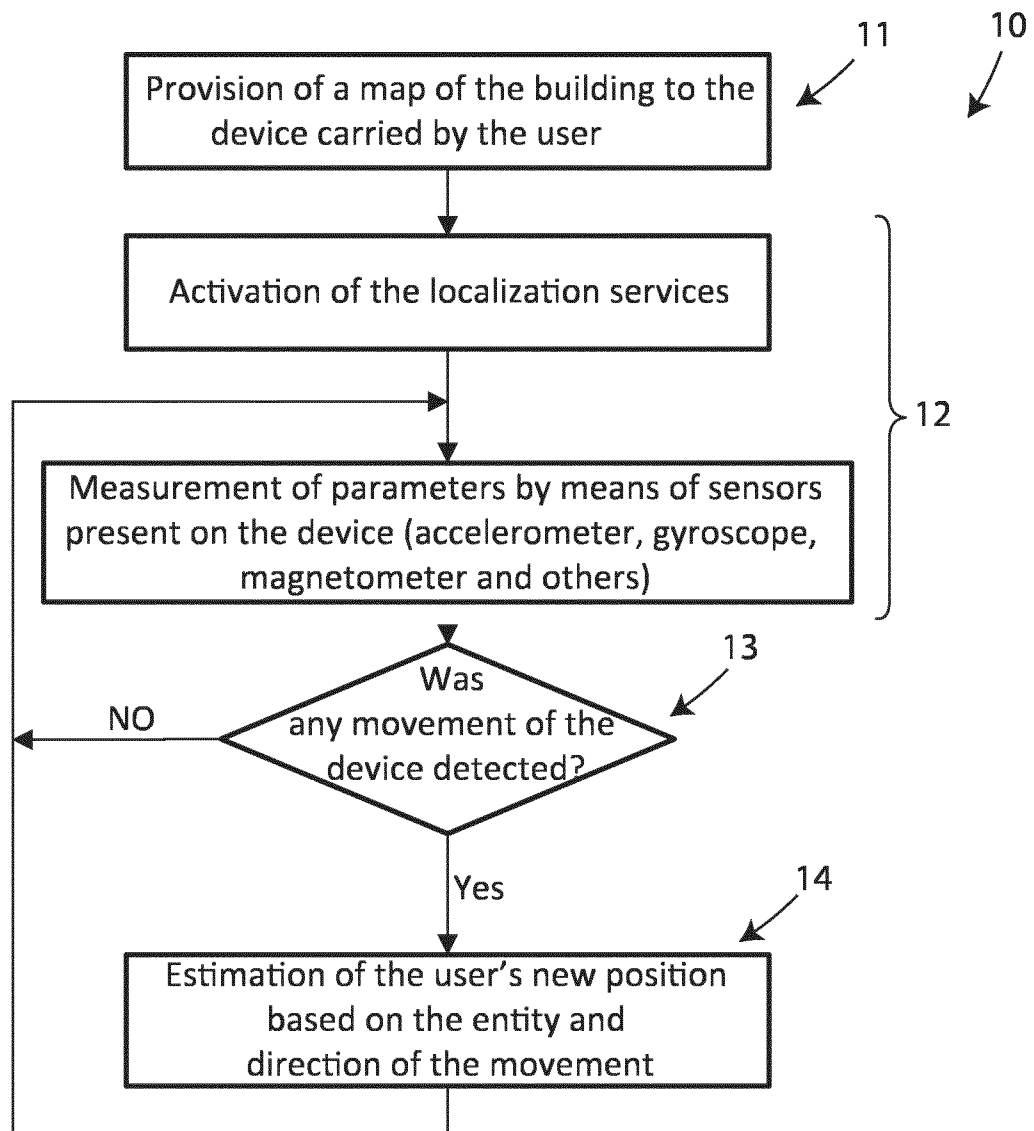 10
11
Provision of a map of the building to the
device carried by the user
Activation of the localization services
12
Measurement of parameters by means of sensors
present on the device (accelerometer, gyroscope,
magnetometer and others)
13
Was
any movement of the
device detected?
NO
Yes
14
Estimation of the user's new position
based on the entity and
direction of the movement